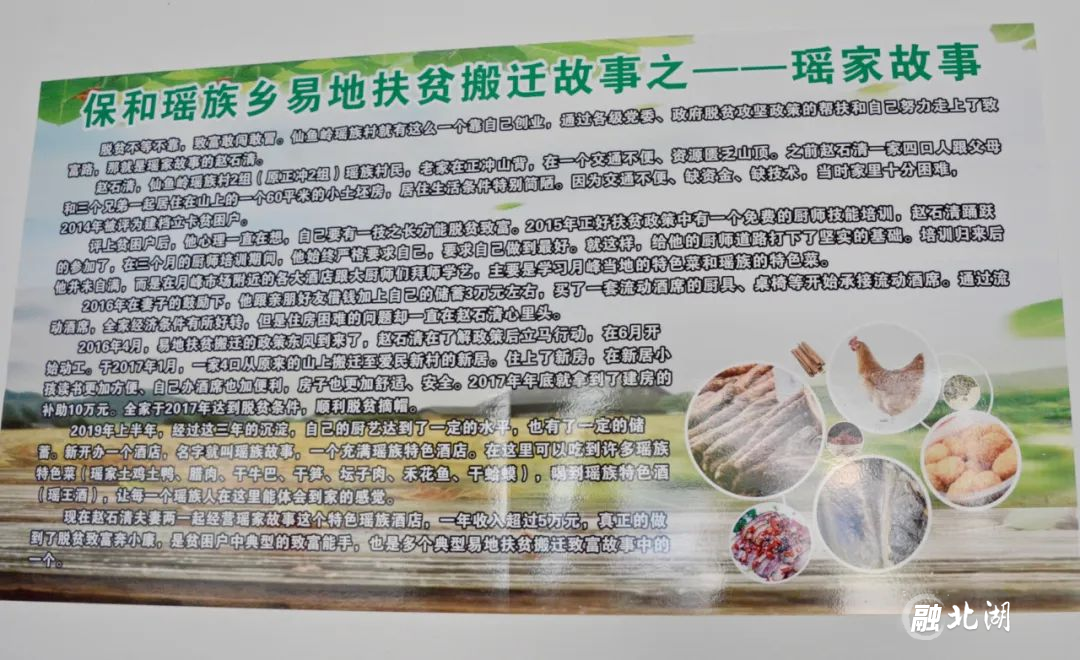 保和瑶族乡易地扶贫搬迁故事之——瑶家故事
脱贫不等不靠，致富敢闯敢冒。仙鱼岭瑶族村就有这么一个靠自己创业，通过各级党委、政府脱贫攻坚政策的帮扶和自己努力走上了致
富路，那就是瑶家故事的赵石清。
赵石清，仙鱼岭瑶族村2组（原正冲2组）瑶族村民，老家在正冲山背，在一个交通不便、资源匮乏山顶。之前赵石清一家四口人跟父母
和三个兄弟一起居住在山上的一个60平米的小土坯房，居住生活条件特别简陋。因为交通不便、缺资金、缺技术，当时家里十分困难，
2014年被评为建档立卡贫困户。
评上贫困户后，他心理一直在想，自己要有一技之长方能脱贫致富。2015年正好扶贫政策中有一个免费的厨师技能培训，赵石清踊跃
的参加了，在三个月的厨师培训期间，他始终严格要求自己，要求自己做到最好。就这样，给他的厨师道路打下了坚实的基础。培训归来后
他并未自满，而是在月峰市场附近的各大酒店跟大厨师们拜师学艺，主要是学习月峰当地的特色菜和瑶族的特色菜。
2016年在妻子的鼓励下，他跟亲朋好友借钱加上自己的储蓄3万元左右，买了一套流动酒席的厨具、桌椅等开始承接流动酒席。通过流
动酒席，全家经济条件有所好转，但是住房困难的问题却一直在赵石清心里头。
2016年4月，易地扶贫搬迁的政策东风到来了，赵石清在了解政策后立马行动，在6月开
始动工。于2017年1月，一家4口从原来的山上搬迁至爱民新村的新居。住上了新房，在新居小
孩读书更加方便、自己办酒席也加便利，房子也更加舒适、安全。2017年年底就拿到了建房的
补助10万元。全家于2017年达到脱贫条件，顺利脱贫摘帽。
2019年上半年，经过这三年的沉淀，自己的厨艺达到了一定的水平，也有了一定的储
蓄。新开办一个酒店，名字就叫瑶族故事，一个充满瑶族特色酒店。在这里可以吃到许多瑶族
特色菜（瑶家土鸡土鸭、腊肉、干牛巴、干笋、坛子肉、禾花鱼、干蛤蟆），喝到瑶族特色酒
（瑶王酒），让每一个瑶族人在这里能体会到家的感觉。
现在赵石清夫妻两一起经营瑶家故事这个特色瑶族酒店，一年收入超过5万元，真正的做
到了脱贫致富奔小康，是贫困户中典型的致富能手，也是多个典型易地扶贫搬迁致富故事中的
一个。
融北湖